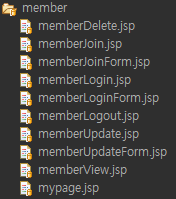 member
memberDelete.jsp
memberJoin.jsp
memberJoinForm.jsp
memberLogin.jsp
memberLoginForm.jsp
memberLogout.jsp
memberUpdate.jsp
memberUpdateForm.jsp
memberView.jsp
mypage.jsp